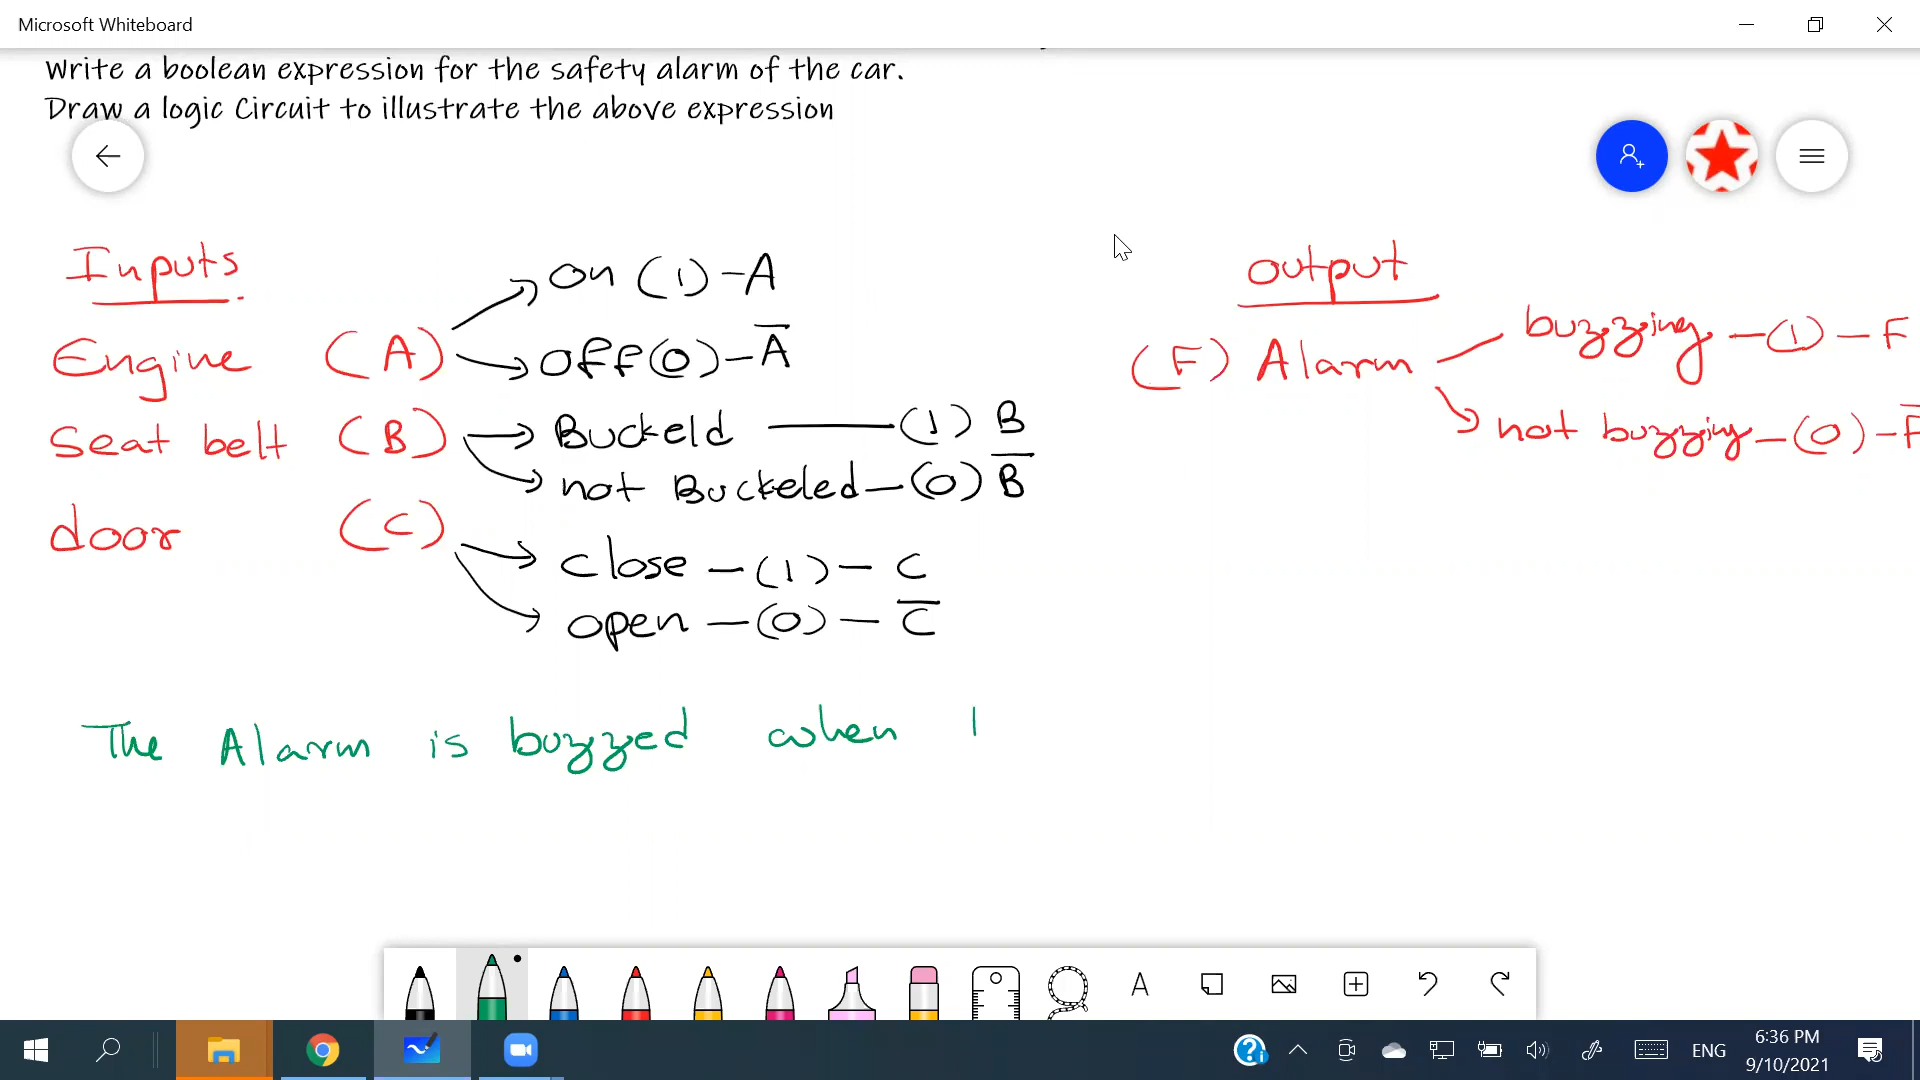 Microsoft Whiteboard
Write a boolean expression for the safety alarm of the car.
Draw a logic Circuit to illustrate the above expression
Inputs
Engine (A)
on (1) - A
off (0) - A̅
Seat belt (B)
Buckeld — (1) B
not Buckeled — (0) B̅
door (C)
close - (1) - C
open - (0) - C̅
output
(F) Alarm
buzzing - (1) - F
not buzzing - (0) - F̅
The Alarm is buzzed when
A
ENG
6:36 PM
9/10/2021